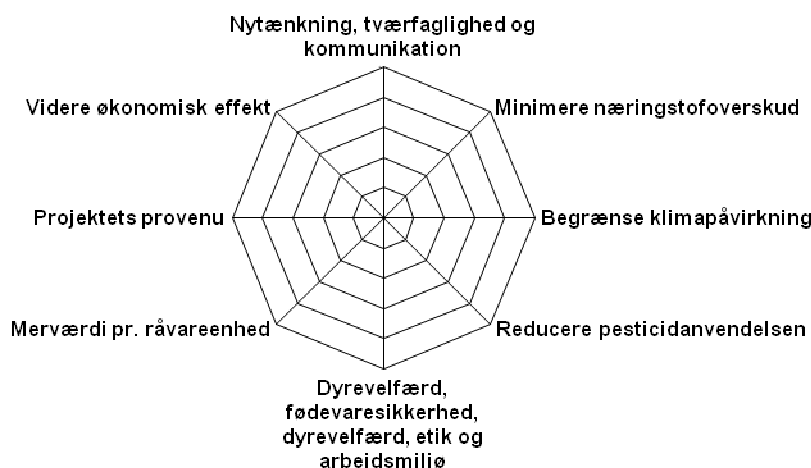 Nytænkning, tværfaglighed og
kommunikation
Videre økonomisk effekt
Minimere næringstofoverskud
Projektets provenu
Begrænse klimapåvirkning
Merværdi pr. råvareenhed
Reducere pesticidanvendelsen
Dyrevelfærd,
fødevaresikkerhed,
dyrevelfærd, etik og
arbejdsmiljø